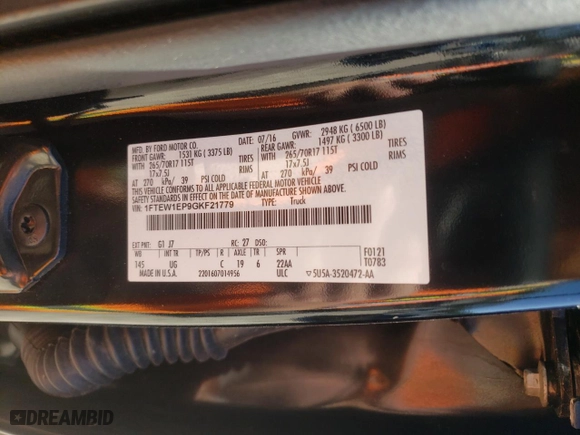 MFD. BY FORD MOTOR CO.
DATE: 07/16 GVWR: 2948 KG ( 6500 LB)
FRONT GAWR: 1531 KG ( 3375 LB) REAR GAWR: 1497 KG ( 3300 LB)
WITH 265/70R17 115T TIRES WITH 265/70R17 115T TIRES
17x7.5J RIMS 17x7.5J RIMS
AT 270 kPa/ 39 PSI COLD AT 270 kPa/ 39 PSI COLD
THIS VEHICLE CONFORMS TO ALL APPLICABLE FEDERAL MOTOR VEHICLE
SAFETY STANDARDS IN EFFECT ON THE DATE OF MANUFACTURE SHOWN ABOVE.
VIN: 1FTEW1EP9GKF21779 TYPE: Truck
EXT PNT: G1 J7 RC: 27 DSO:
WB INT TR TP/PS R AXLE TR SPR F0121
145 UG C 19 6 22AA T0783
MADE IN U.S.A. 2201607014956 ULC SU5A-3520472-AA
DREAMBID